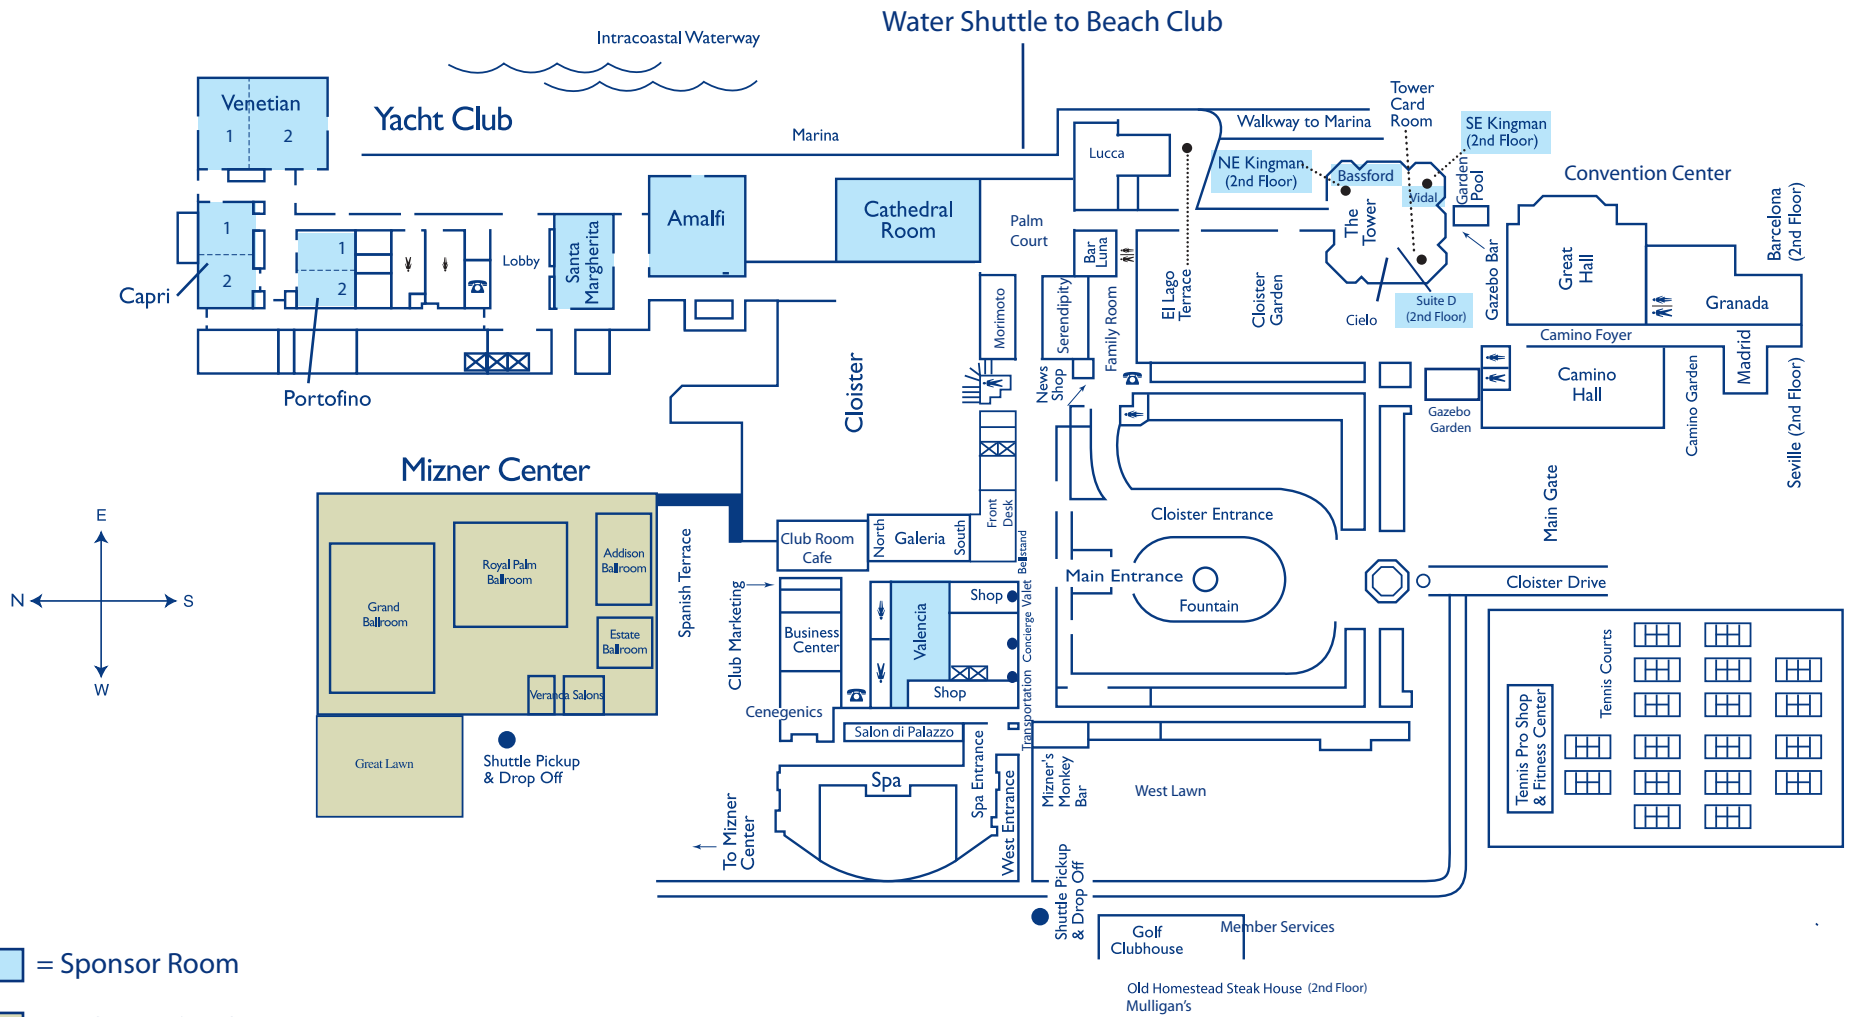 Water Shuttle to Beach Club
Intracoastal Waterway
Yacht Club
Marina
Venetian
1
2
Capri
1
2
Portofino
1
2
Lobby
Santa
Margherita
Amalfi
Cathedral
Room
Palm
Court
Lucca
Bar
Luna
El Lago
Terrace
Walkway to Marina
NE Kingman
(2nd Floor)
Bassford
Tower
Card
Room
SE Kingman
(2nd Floor)
Vidal
The
Tower
Garden
Pool
Gazebo Bar
Cielo
Suite D
(2nd Floor)
Cloister
Garden
Convention Center
Great
Hall
Barcelona
(2nd Floor)
Granada
Camino Foyer
Madrid
Camino
Hall
Camino Garden
Seville (2nd Floor)
Gazebo
Garden
Main Gate
Morimoto
Serendipity
Family Room
News
Shop
Cloister
Mizner Center
Grand
Ballroom
Royal Palm
Ballroom
Addison
Ballroom
Estate
Ballroom
Veranda Salons
Great Lawn
Shuttle Pickup
& Drop Off
Spanish Terrace
E
N
S
W
Club Room
Cafe
North
Galeria
South
Front
Desk
Bellstand
Valet
Concierge
Transportation
Club Marketing
Business
Center
Valencia
Shop
Shop
Cenegenics
Salon di Palazzo
Spa
Spa Entrance
West Entrance
To Mizner
Center
Cloister Entrance
Main Entrance
Fountain
Cloister Drive
Mizner's
Monkey
Bar
West Lawn
Tennis Courts
Tennis Pro Shop
& Fitness Center
Shuttle Pickup
& Drop Off
Golf
Clubhouse
Member Services
Old Homestead Steak House (2nd Floor)
Mulligan's
= Sponsor Room